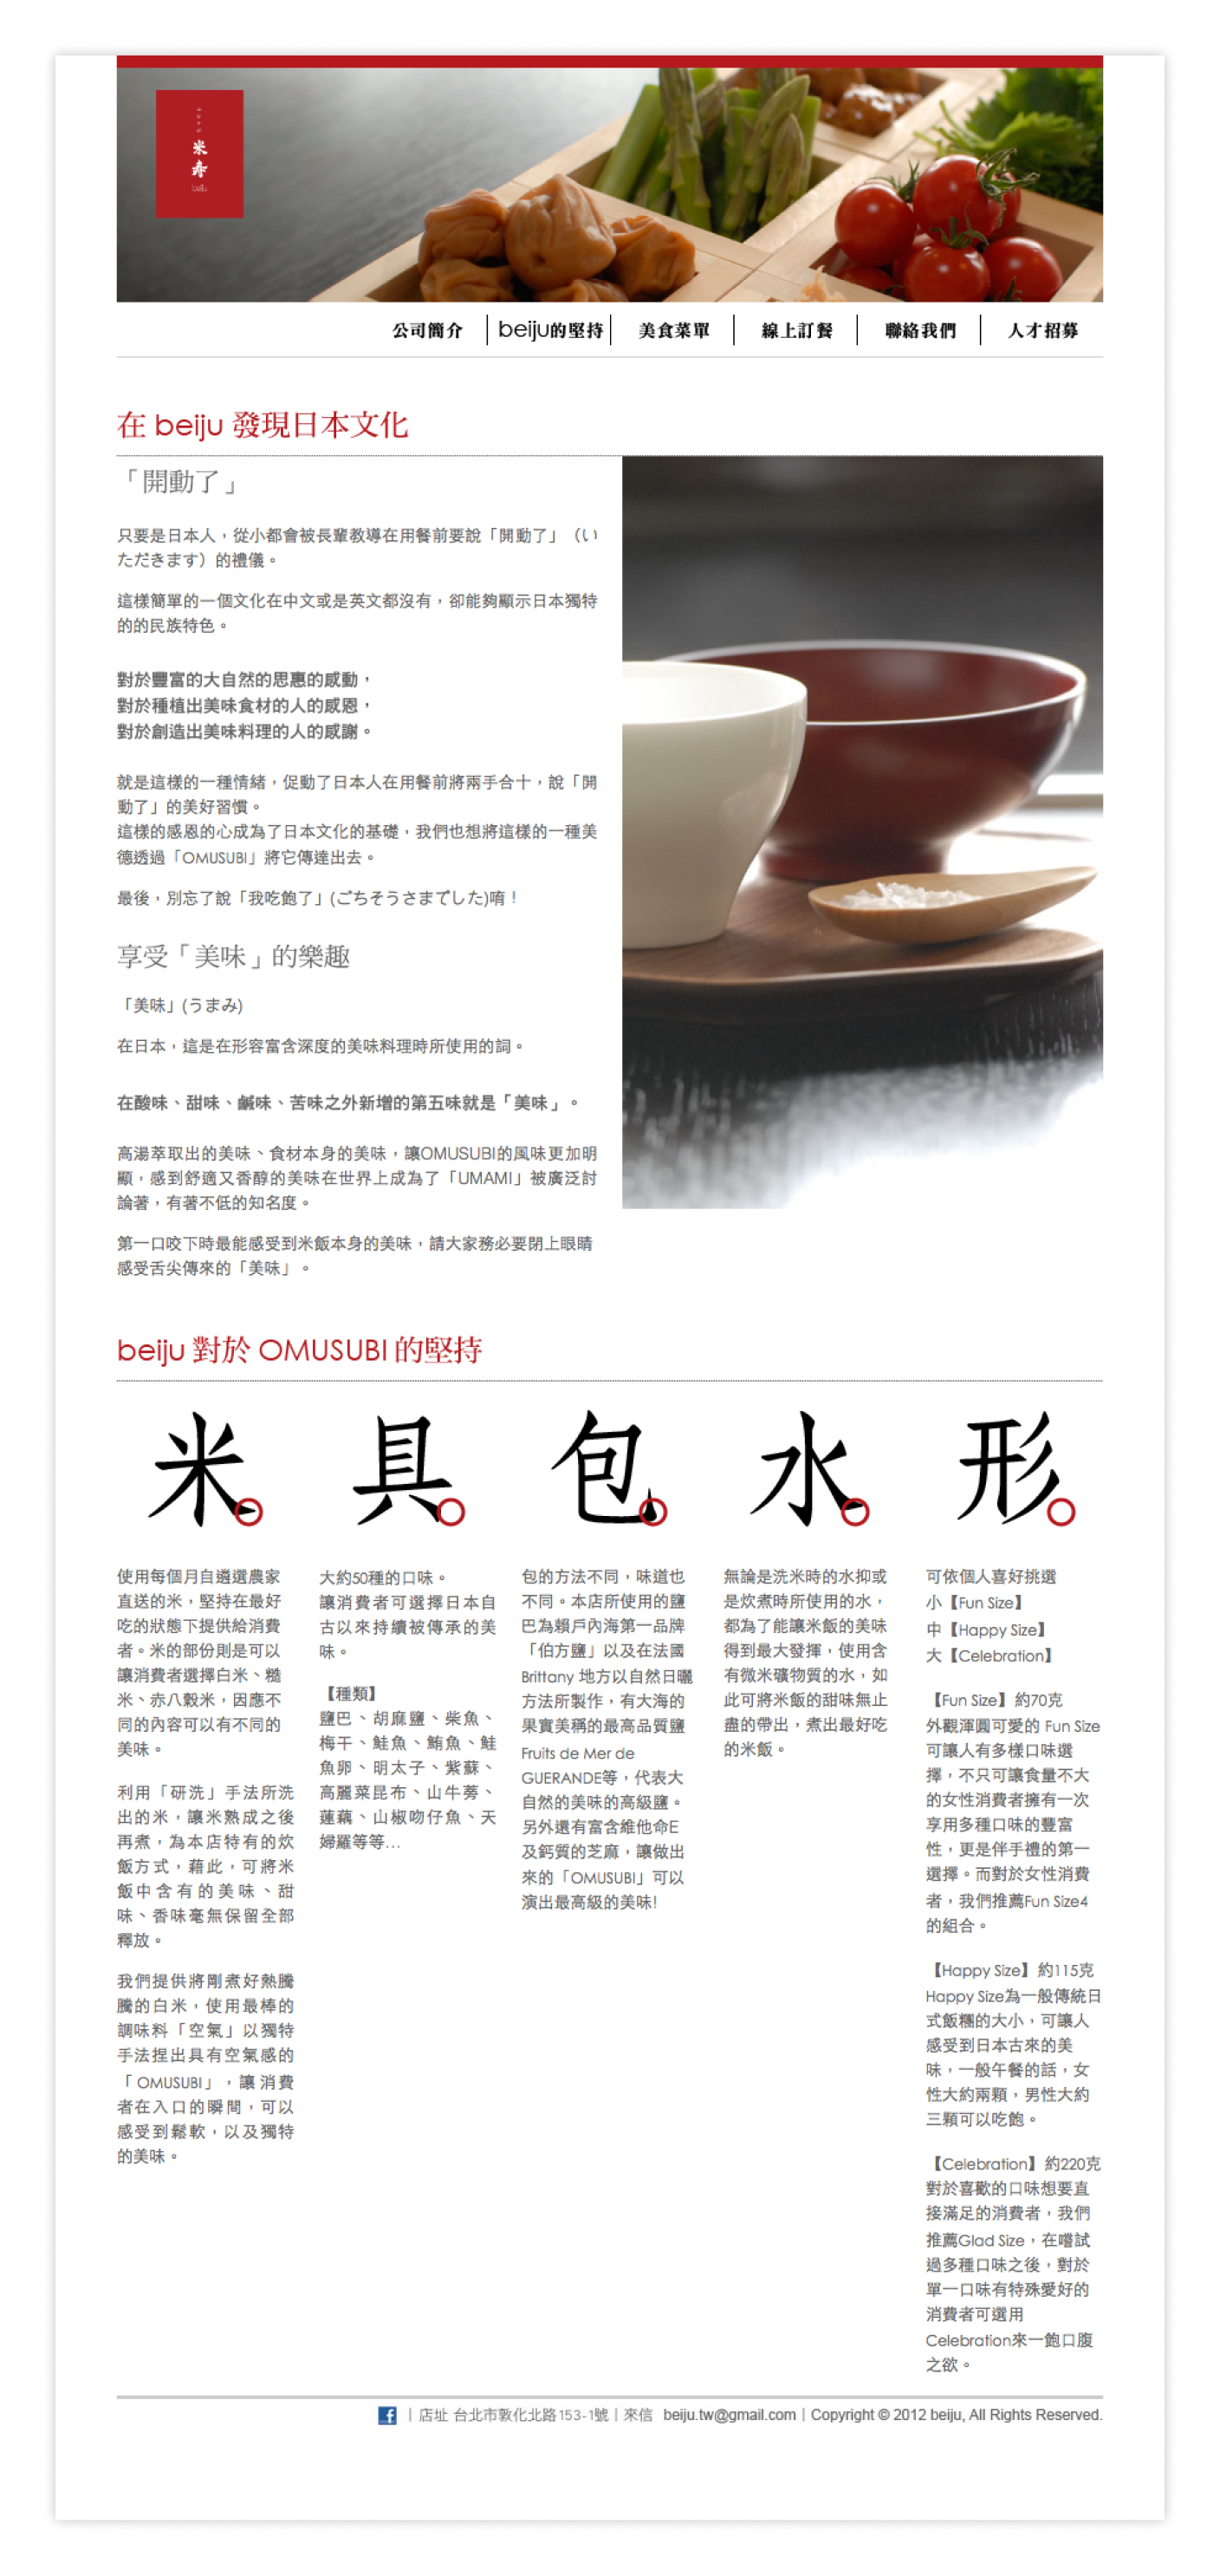 米寿
beiju
公司簡介
beiju的堅持
美食菜單
線上訂餐
聯絡我們
人才招募
在 beiju 發現日本文化
「開動了」
只要是日本人，從小都會被長輩教導在用餐前要說「開動了」（い
ただきます）的禮儀。
這樣簡單的一個文化在中文或是英文都沒有，卻能夠顯示日本獨特
的的民族特色。
對於豐富的大自然的恩惠的感動，
對於種植出美味食材的人的感恩，
對於創造出美味料理的人的感謝。
就是這樣的一種情緒，促動了日本人在用餐前將兩手合十，說「開
動了」的美好習慣。
這樣的感恩的心成為了日本文化的基礎，我們也想將這樣的一種美
德透過「OMUSUBI」將它傳達出去。
最後，別忘了說「我吃飽了」(ごちそうさまでした)唷！
享受「美味」的樂趣
「美味」(うまみ)
在日本，這是在形容富含深度的美味料理時所使用的詞。
在酸味、甜味、鹹味、苦味之外新增的第五味就是「美味」。
高湯萃取出的美味、食材本身的美味，讓OMUSUBI的風味更加明
顯，感到舒適又香醇的美味在世界上成為了「UMAMI」被廣泛討
論著，有著不低的知名度。
第一口咬下時最能感受到米飯本身的美味，請大家務必要閉上眼睛
感受舌尖傳來的「美味」。
beiju 對於 OMUSUBI 的堅持
米
使用每個月自遴選農家
直送的米，堅持在最好
吃的狀態下提供給消費
者。米的部份則是可以
讓消費者選擇白米、糙
米、赤八穀米，因應不
同的內容可以有不同的
美味。
利用「研洗」手法所洗
出的米，讓米熟成之後
再煮，為本店特有的炊
飯方式，藉此，可將米
飯中含有的美味、甜
味、香味毫無保留全部
釋放。
我們提供將剛煮好熱騰
騰的白米，使用最棒的
調味料「空氣」以獨特
手法捏出具有空氣感的
「OMUSUBI」，讓消費
者在入口的瞬間，可以
感受到鬆軟，以及獨特
的美味。
具
大約50種的口味。
讓消費者可選擇日本自
古以來持續被傳承的美
味。
【種類】
鹽巴、胡麻鹽、柴魚、
梅干、鮭魚、鮪魚、鮭
魚卵、明太子、紫蘇、
高麗菜昆布、山牛蒡、
蓮藕、山椒吻仔魚、天
婦羅等等…
包
包的方法不同，味道也
不同。本店所使用的鹽
巴為賴戶內海第一品牌
「伯方鹽」以及在法國
Brittany 地方以自然日曬
方法所製作，有大海的
果實美稱的最高品質鹽
Fruits de Mer de
GUERANDE等，代表大
自然的美味的高級鹽。
另外還有富含維他命E
及鈣質的芝麻，讓做出
來的「OMUSUBI」可以
演出最高級的美味!
水
無論是洗米時的水抑或
是炊煮時所使用的水，
都為了能讓米飯的美味
得到最大發揮，使用含
有微米礦物質的水，如
此可將米飯的甜味無止
盡的帶出，煮出最好吃
的米飯。
形
可依個人喜好挑選
小【Fun Size】
中【Happy Size】
大【Celebration】
【Fun Size】約70克
外觀渾圓可愛的 Fun Size
可讓人有多樣口味選
擇，不只可讓食量不大
的女性消費者擁有一次
享用多種口味的豐富
性，更是伴手禮的第一
選擇。而對於女性消費
者，我們推薦Fun Size4
的組合。
【Happy Size】約115克
Happy Size為一般傳統日
式飯糰的大小，可讓人
感受到日本古來的美
味，一般午餐的話，女
性大約兩顆，男性大約
三顆可以吃飽。
【Celebration】約220克
對於喜歡的口味想要直
接滿足的消費者，我們
推薦Glad Size，在嚐試
過多種口味之後，對於
單一口味有特殊愛好的
消費者可選用
Celebration來一飽口腹
之欲。
f | 店址 台北市敦化北路153-1號 | 來信 beiju.tw@gmail.com | Copyright © 2012 beiju, All Rights Reserved.